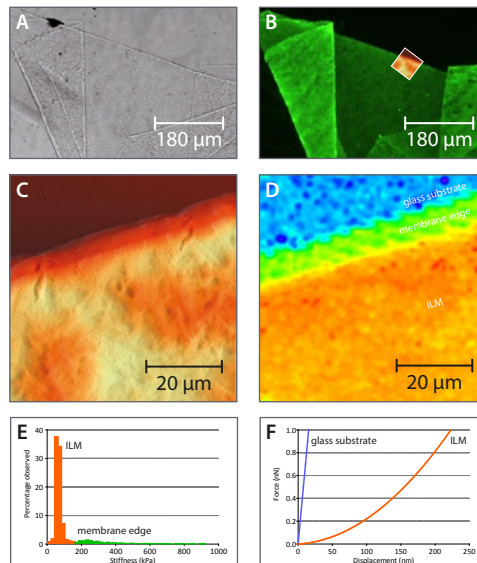 A
180 µm
B
180 µm
C
20 µm
D
glass substrate
membrane edge
ILM
20 µm
E
ILM
membrane edge
Percentage observed
40
30
20
10
0
0 200 400 600 800 1000
Stiffness (kPa)
F
glass substrate
ILM
Force (nN)
1.0
0.8
0.6
0.4
0.2
0.0
0 50 100 150 200 250
Displacement (nm)